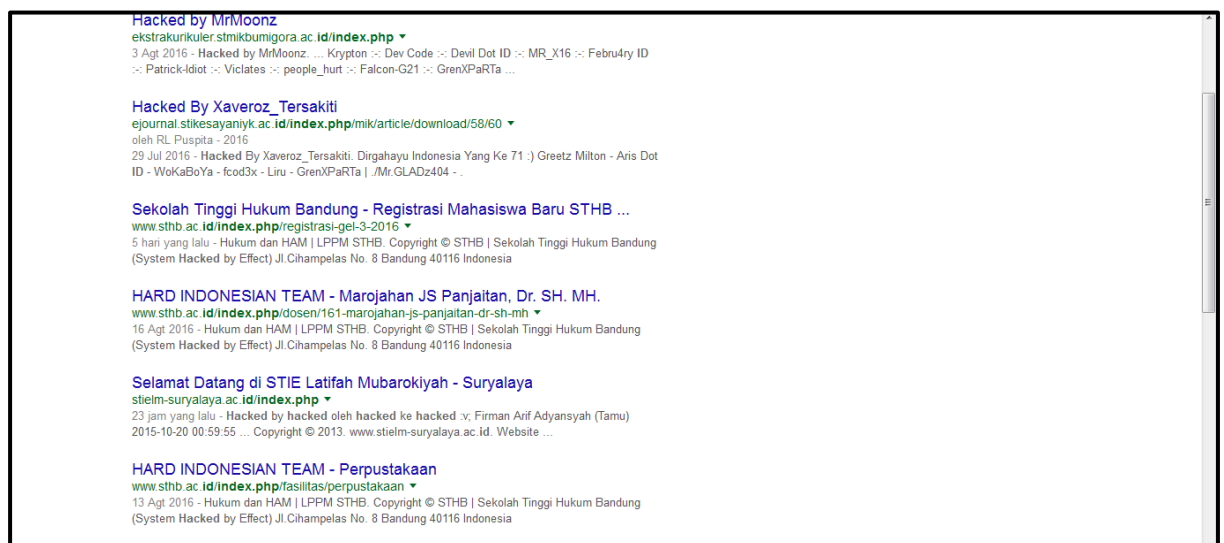 Hacked by MrMoonz
ekstrakurikuler.stmikbumigora.ac.id/index.php
3 Agt 2016 - Hacked by MrMoonz. ... Krypton :-: Dev Code :-: Devil Dot ID :-: MR_X16 :-: Febru4ry ID
:-: Patrick-Idiot :-: Viclates :-: people_hurt :-: Falcon-G21 :-: GrenXPaRTa ...
Hacked By Xaveroz_Tersakiti
ejournal.stikesayaniyk.ac.id/index.php/mik/article/download/58/60
oleh RL Puspita - 2016
29 Jul 2016 - Hacked By Xaveroz_Tersakiti. Dirgahayu Indonesia Yang Ke 71 :) Greetz Milton - Aris Dot
ID - WoKaBoYa - fcod3x - Liru - GrenXPaRTa | ./Mr.GLADz404 - .
Sekolah Tinggi Hukum Bandung - Registrasi Mahasiswa Baru STHB ...
www.sthb.ac.id/index.php/registrasi-gel-3-2016
5 hari yang lalu - Hukum dan HAM | LPPM STHB. Copyright © STHB | Sekolah Tinggi Hukum Bandung
(System Hacked by Effect) Jl.Cihampelas No. 8 Bandung 40116 Indonesia
HARD INDONESIAN TEAM - Marojahan JS Panjaitan, Dr. SH. MH.
www.sthb.ac.id/index.php/dosen/161-marojahan-js-panjaitan-dr-sh-mh
16 Agt 2016 - Hukum dan HAM | LPPM STHB. Copyright © STHB | Sekolah Tinggi Hukum Bandung
(System Hacked by Effect) Jl.Cihampelas No. 8 Bandung 40116 Indonesia
Selamat Datang di STIE Latifah Mubarokiyah - Suryalaya
stielm-suryalaya.ac.id/index.php
23 jam yang lalu - Hacked by hacked oleh hacked ke hacked :v; Firman Arif Adyansyah (Tamu)
2015-10-20 00:59:55 ... Copyright © 2013. www.stielm-suryalaya.ac.id. Website ...
HARD INDONESIAN TEAM - Perpustakaan
www.sthb.ac.id/index.php/fasilitas/perpustakaan
13 Agt 2016 - Hukum dan HAM | LPPM STHB. Copyright © STHB | Sekolah Tinggi Hukum Bandung
(System Hacked by Effect) Jl.Cihampelas No. 8 Bandung 40116 Indonesia